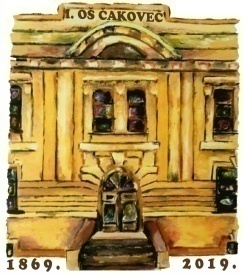 I. OŠ ČAKOVEC
1869. 2019.